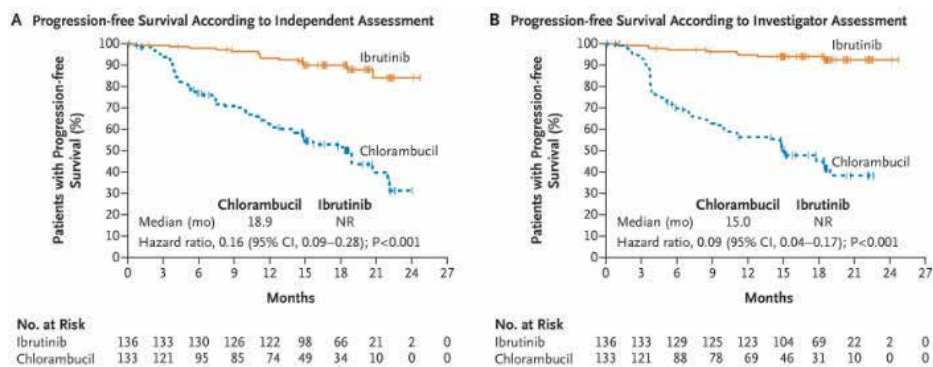 A Progression-free Survival According to Independent Assessment
Patients with Progression-free
Survival (%)
100
90
80
70
60
50
40
30
20
10
0
Ibrutinib
Chlorambucil
Chlorambucil Ibrutinib
Median (mo) 18.9 NR
Hazard ratio, 0.16 (95% CI, 0.09–0.28); P<0.001
0 3 6 9 12 15 18 21 24 27
Months
No. at Risk
Ibrutinib 136 133 130 126 122 98 66 21 2 0
Chlorambucil 133 121 95 85 74 49 34 10 0 0
B Progression-free Survival According to Investigator Assessment
Patients with Progression-free
Survival (%)
100
90
80
70
60
50
40
30
20
10
0
Ibrutinib
Chlorambucil
Chlorambucil Ibrutinib
Median (mo) 15.0 NR
Hazard ratio, 0.09 (95% CI, 0.04–0.17); P<0.001
0 3 6 9 12 15 18 21 24 27
Months
No. at Risk
Ibrutinib 136 133 129 125 123 104 69 22 2 0
Chlorambucil 133 121 88 78 69 46 31 10 0 0